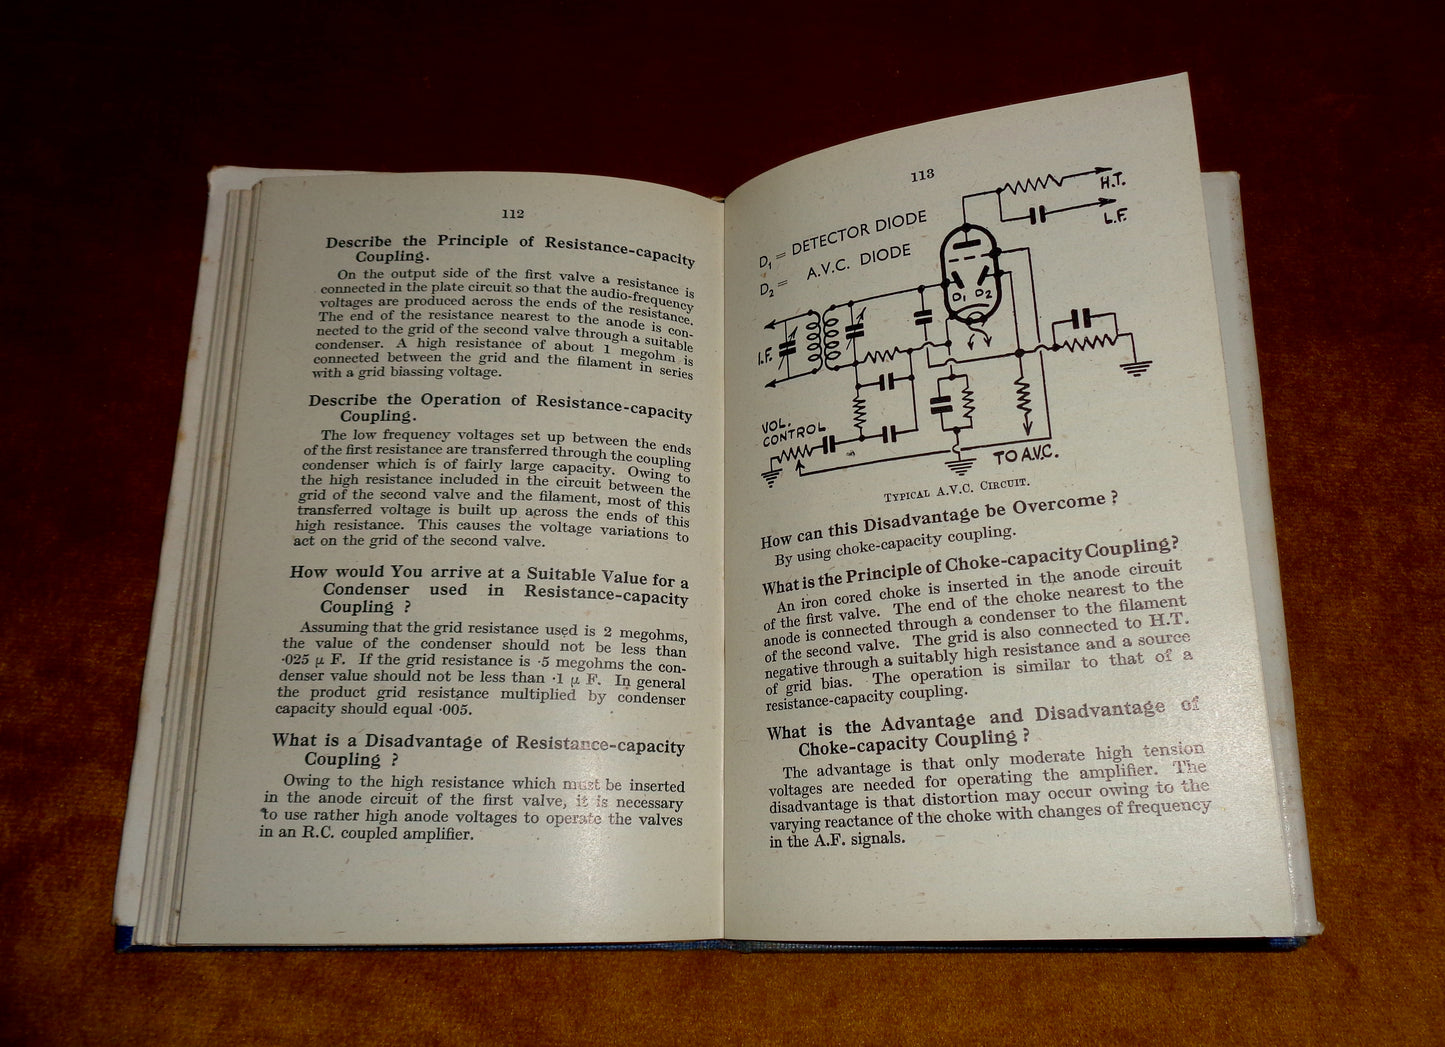 112
Describe the Principle of Resistance-capacity
Coupling.
On the output side of the first valve a resistance is
connected in the plate circuit so that the audio-frequency
voltages are produced across the ends of the resistance.
The end of the resistance nearest to the anode is con-
nected to the grid of the second valve through a suitable
condenser. A high resistance of about 1 megohm is
connected between the grid and the filament in series
with a grid biassing voltage.
Describe the Operation of Resistance-capacity
Coupling.
The low frequency voltages set up between the ends
of the first resistance are transferred through the coupling
condenser which is of fairly large capacity. Owing to
the high resistance included in the circuit between the
grid of the second valve and the filament, most of this
transferred voltage is built up across the ends of this
high resistance. This causes the voltage variations to
act on the grid of the second valve.
How would You arrive at a Suitable Value for a
Condenser used in Resistance-capacity
Coupling ?
Assuming that the grid resistance used is 2 megohms,
the value of the condenser should not be less than
·025 μ F. If the grid resistance is ·5 megohms the con-
denser value should not be less than ·1 μ F. In general
the product grid resistance multiplied by condenser
capacity should equal ·005.
What is a Disadvantage of Resistance-capacity
Coupling ?
Owing to the high resistance which must be inserted
in the anode circuit of the first valve, it is necessary
to use rather high anode voltages to operate the valves
in an R.C. coupled amplifier.
113
D₁ = DETECTOR DIODE
D₂ = A.V.C. DIODE
H.T.
L.F.
D₁ D₂
I.F.
VOL.
CONTROL
TO A.V.C.
TYPICAL A.V.C. CIRCUIT.
How can this Disadvantage be Overcome ?
By using choke-capacity coupling.
What is the Principle of Choke-capacity Coupling?
An iron cored choke is inserted in the anode circuit
of the first valve. The end of the choke nearest to the
anode is connected through a condenser to the filament
of the second valve. The grid is also connected to H.T.
negative through a suitably high resistance and a source
of grid bias. The operation is similar to that of a
resistance-capacity coupling.
What is the Advantage and Disadvantage of
Choke-capacity Coupling ?
The advantage is that only moderate high tension
voltages are needed for operating the amplifier. The
disadvantage is that distortion may occur owing to the
varying reactance of the choke with changes of frequency
in the A.F. signals.